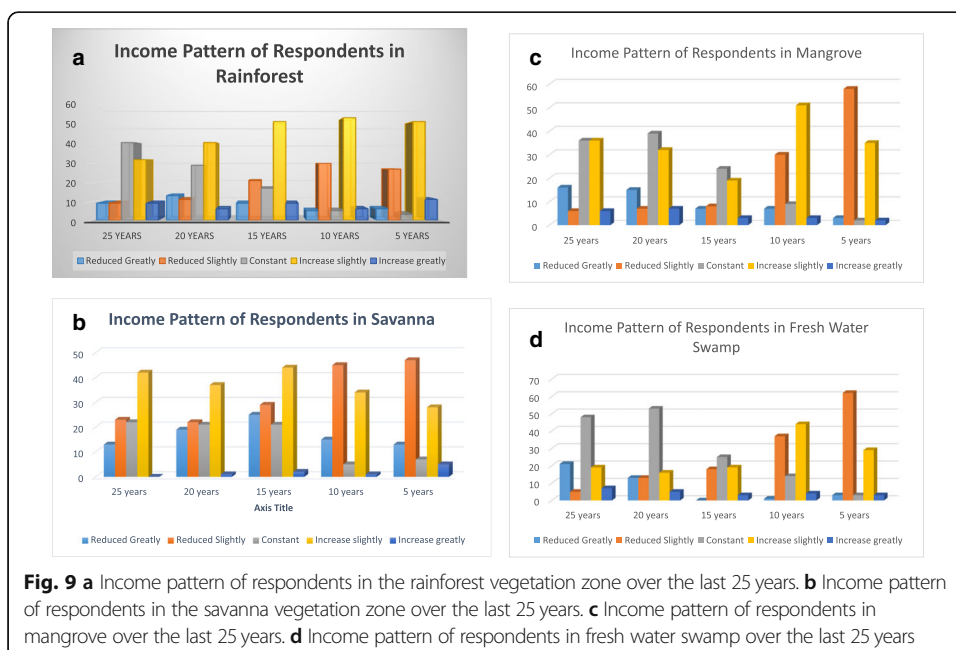 a
Income Pattern of Respondents in
Rainforest
60
50
40
30
20
10
0
25 YEARS 20 YEARS 15 YEARS 10 YEARS 5 YEARS
Reduced Greatly Reduced Slightly Constant Increase slightly Increase greatly
b
Income Pattern of Respondents in Savanna
50
40
30
20
10
0
25 years 20 years 15 years 10 years 5 years
Axis Title
Reduced Greatly Reduced Slightly Constant Increase slightly Increase greatly
c
Income Pattern of Respondents in Mangrove
60
50
40
30
20
10
0
25 years 20 years 15 years 10 years 5 years
Reduced Greatly Reduced Slightly Constant Increase slightly Increase greatly
d
Income Pattern of Respondents in Fresh Water
Swamp
70
60
50
40
30
20
10
0
25 years 20 years 15 years 10 years 5 years
Reduced Greatly Reduced Slightly Constant Increase slightly Increase greatly
Fig. 9 a Income pattern of respondents in the rainforest vegetation zone over the last 25 years. b Income pattern
of respondents in the savanna vegetation zone over the last 25 years. c Income pattern of respondents in
mangrove over the last 25 years. d Income pattern of respondents in fresh water swamp over the last 25 years